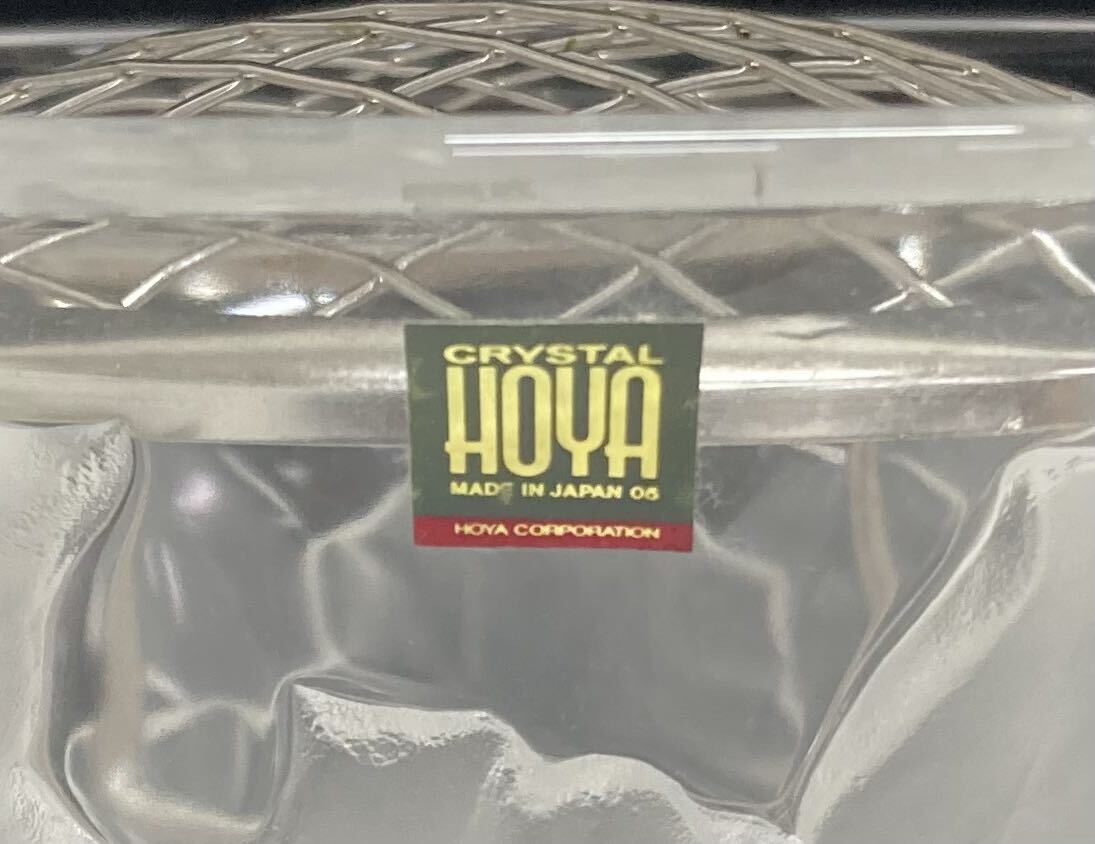 CRYSTAL
HOYA
MADE IN JAPAN 05
HOYA CORPORATION